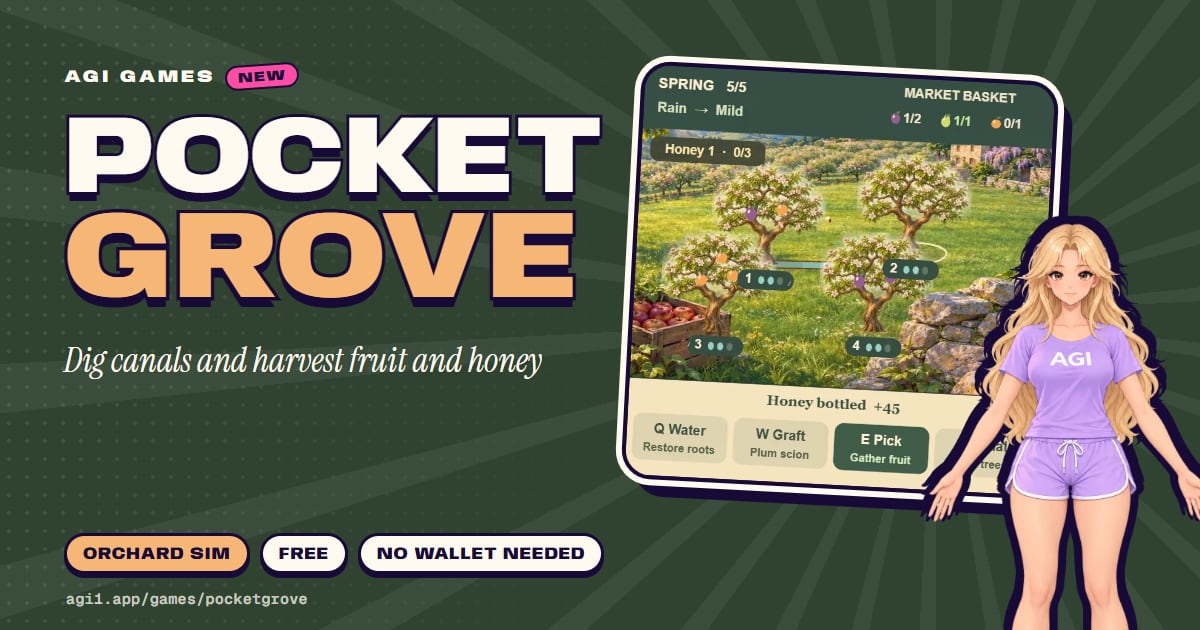 AGI GAMES NEW
POCKET
GROVE
Dig canals and harvest fruit and honey
ORCHARD SIM
FREE
NO WALLET NEEDED
agi1.app/games/pocketgrove
SPRING 5/5
Rain → Mild
MARKET BASKET
1/2 1/1 0/1
Honey 1 · 0/3
1
2
3
4
Honey bottled +45
Q Water
Restore roots
W Graft
Plum scion
E Pick
Gather fruit
AGI